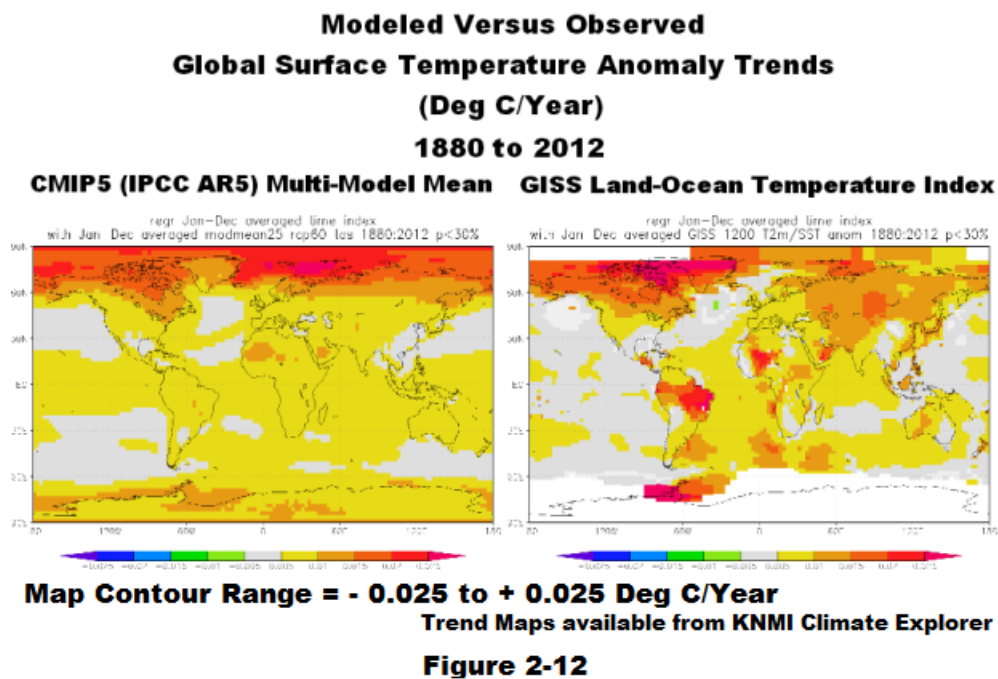 Modeled Versus Observed
Global Surface Temperature Anomaly Trends
(Deg C/Year)
1880 to 2012
CMIP5 (IPCC AR5) Multi-Model Mean
GISS Land-Ocean Temperature Index
regr Jan-Dec averaged
index
with Jan Dec averaged modmean25 rcp60 1880:2012 p<30%
regr Jan-Dec averaged
index
with Jan Dec averaged GISS 1200 T2m/SST anom 1880:2012 p<30%
Map Contour Range = - 0.025 to + 0.025 Deg C/Year
Trend Maps available from KNMI Climate Explorer
Figure 2-12